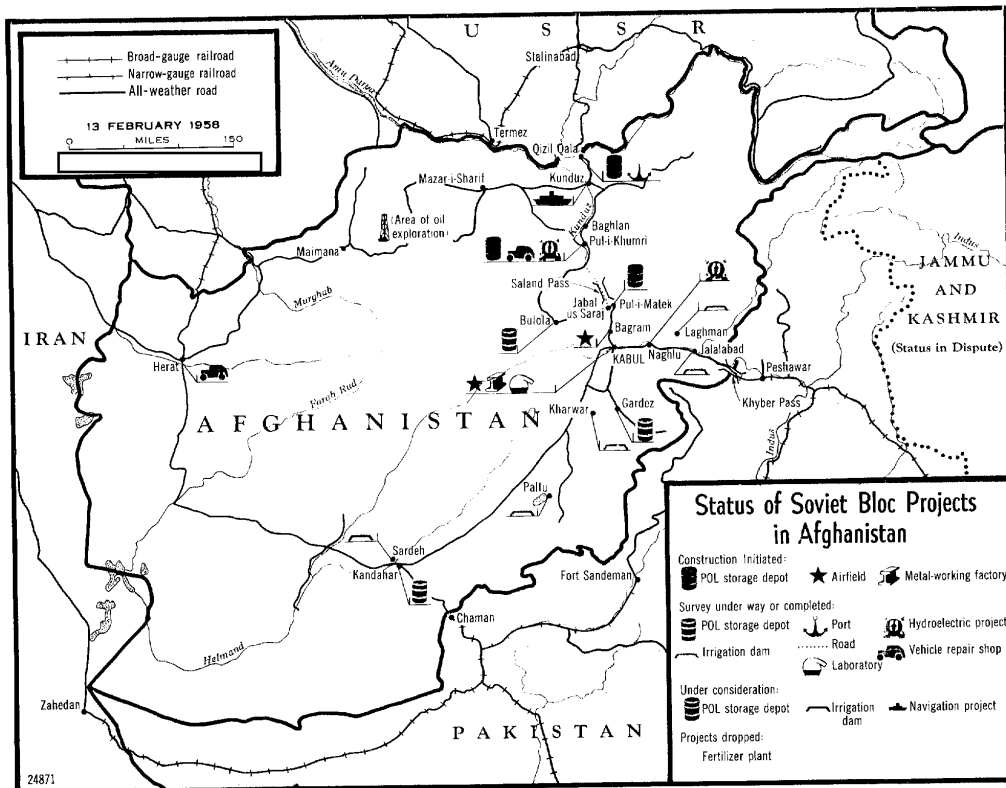 U S S R
Broad-gauge railroad
Narrow-gauge railroad
All-weather road
13 FEBRUARY 1958
0 MILES 150
Stalinabad
Amu Darya
Termez
Qizil Qala
Kunduz
Mazar-i-Sharif
(Area of oil
exploration)
Kunduz
Baghlan
Pul-i-Khumri
Maimana
Indus
JAMMU
AND
KASHMIR
(Status in Dispute)
Saland Pass
Murghab
Jabal
us Saraj
Pul-i-Matek
Bulola
Bagram
Laghman
IRAN
KABUL
Naghlu
Jalalabad
Peshawar
Herat
Khyber Pass
Farah Rud
AFGHANISTAN
Kharwar
Gardez
Indus
Paltu
Sardeh
Kandahar
Fort Sandeman
Chaman
Helmand
Zahedan
PAKISTAN
Status of Soviet Bloc Projects
in Afghanistan
Construction Initiated:
POL storage depot
Airfield
Metal-working factory
Survey under way or completed:
POL storage depot
Port
Hydroelectric project
Irrigation dam
Road
Vehicle repair shop
Laboratory
Under consideration:
POL storage depot
Irrigation
dam
Navigation project
Projects dropped:
Fertilizer plant
24871